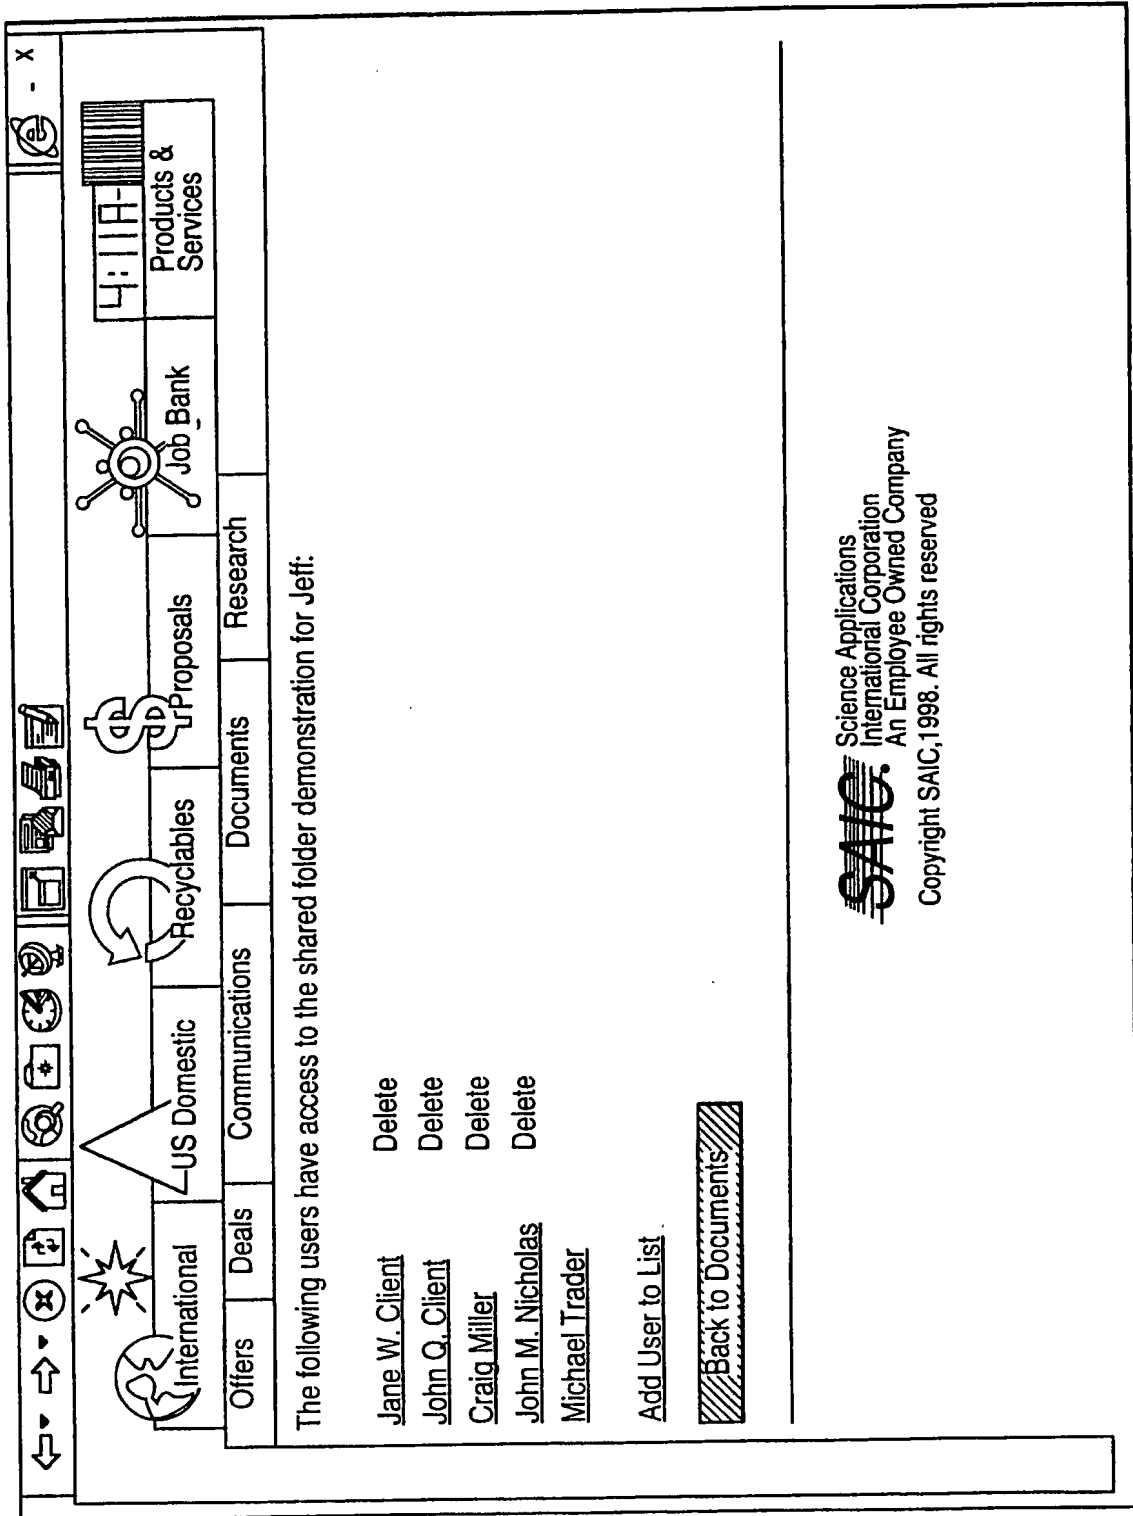 - x
4:11A-
International
US Domestic
Recyclables
Proposals
Job Bank
Products &
Services
Offers
Deals
Communications
Documents
Research
The following users have access to the shared folder demonstration for Jeff:
Jane W. Client Delete
John Q. Client Delete
Craig Miller Delete
John M. Nicholas Delete
Michael Trader
Add User to List
Back to Documents
SAIC.
Science Applications
International Corporation
An Employee Owned Company
Copyright SAIC,1998. All rights reserved